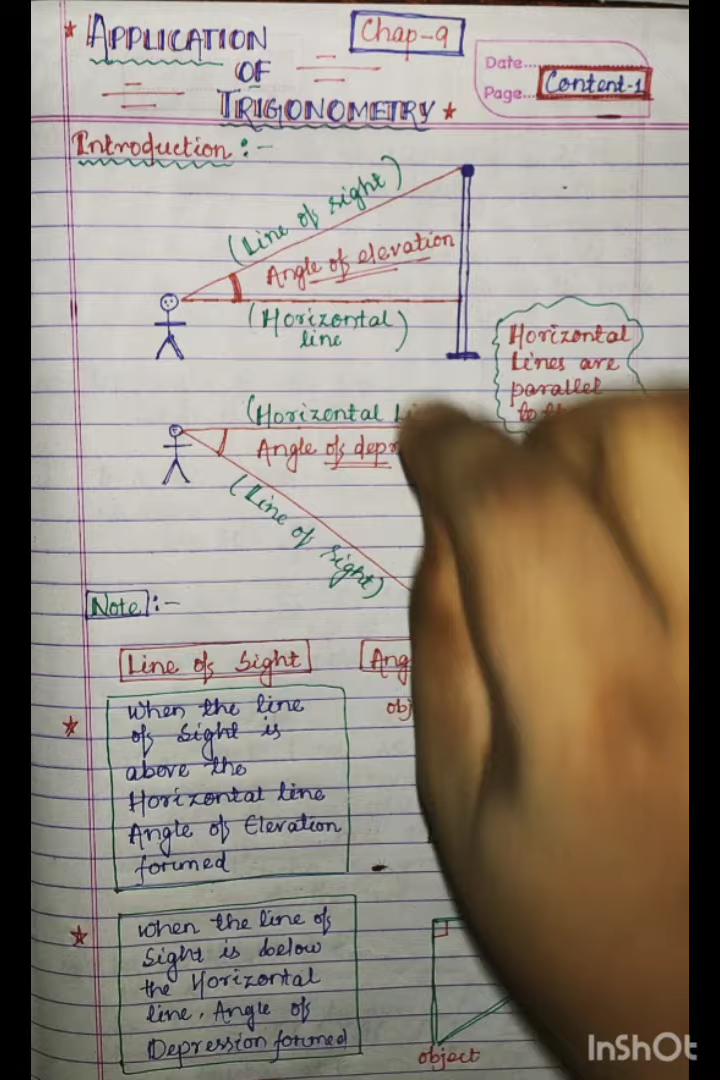 APPLICATION
OF
TRIGONOMETRY
Chap-9
Date.....
Page... Content-1
Introduction :-
(Line of sight)
Angle of elevation
(Horizontal)
line
Horizontal
Lines are
parallel
to
(Horizontal
Angle of
(Line of sight)
Note :-
Line of Sight
when the line
of Sight is
above the
Horizontal line
Angle of Elevation
formed
when the line of
Sight is below
the Horizontal
line. Angle of
Depression formed
object
InShOt